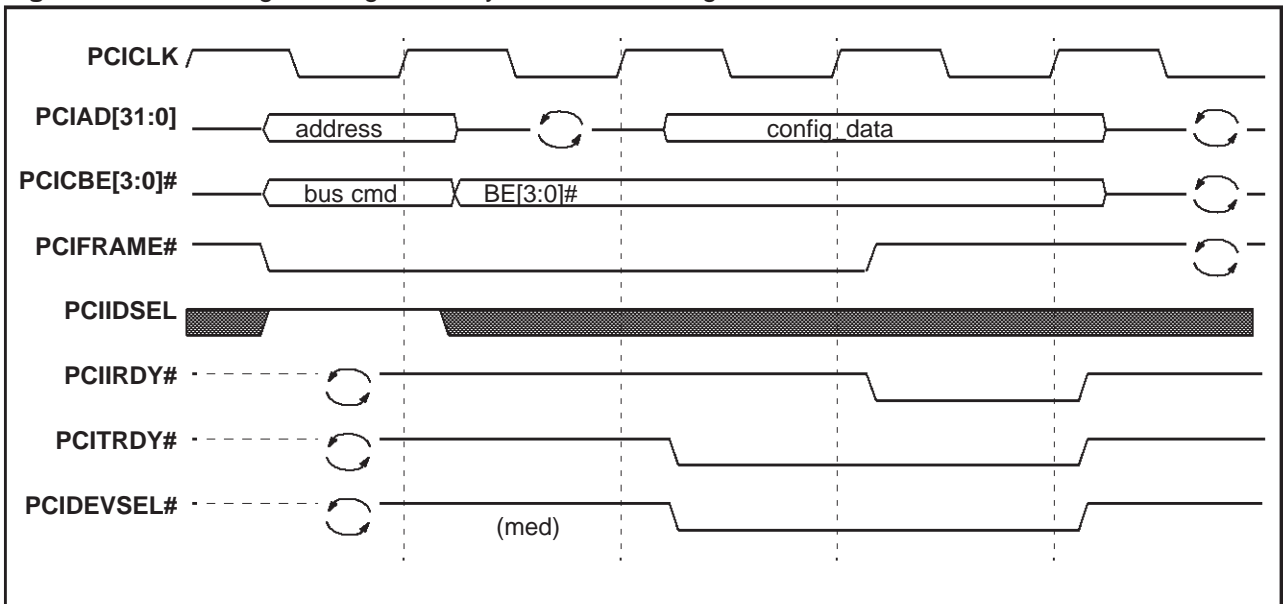 PCICLK
PCIAD[31:0]
address
config_data
PCICBE[3:0]#
bus cmd
BE[3:0]#
PCIFRAME#
PCIIDSEL
PCIIRDY#
PCITRDY#
PCIDEVSEL#
(med)